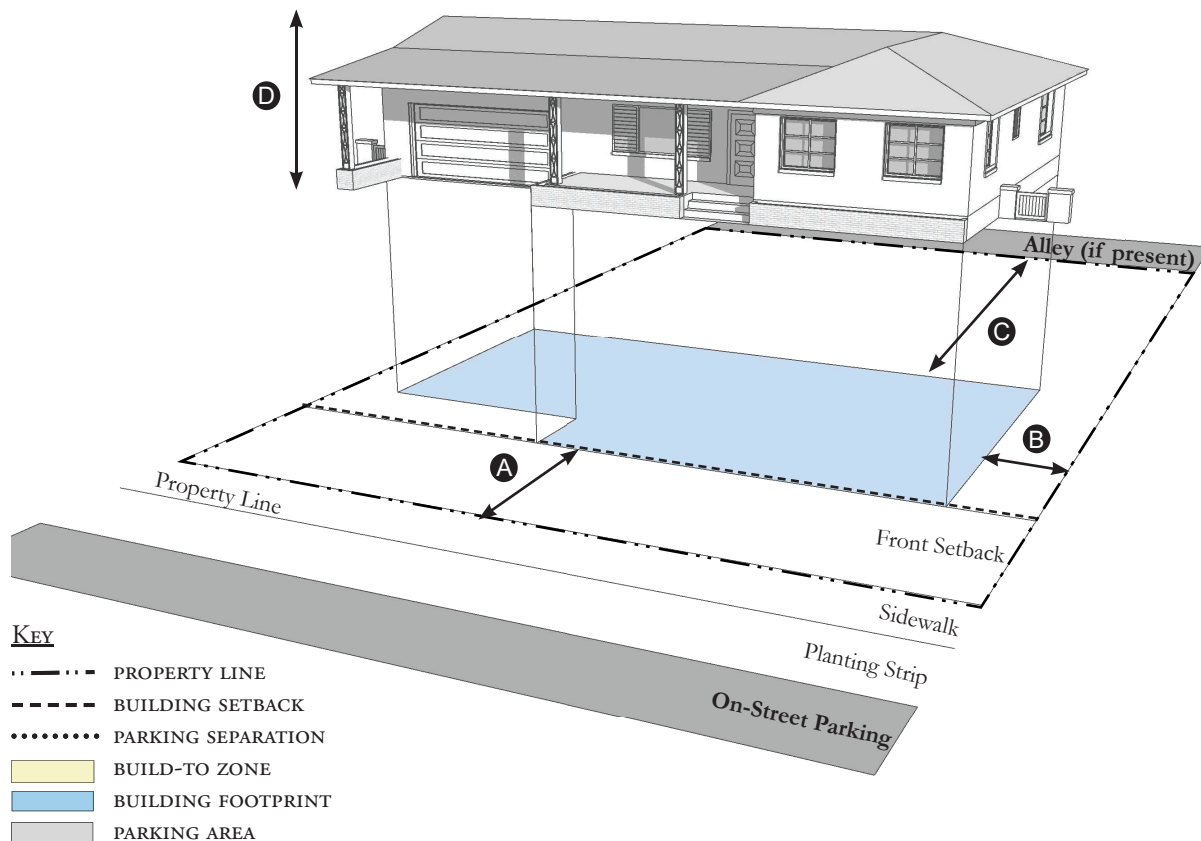 D
Alley (if present)
C
B
A
Property Line
Front Setback
Sidewalk
Planting Strip
On-Street Parking
KEY
PROPERTY LINE
BUILDING SETBACK
PARKING SEPARATION
BUILD-TO ZONE
BUILDING FOOTPRINT
PARKING AREA